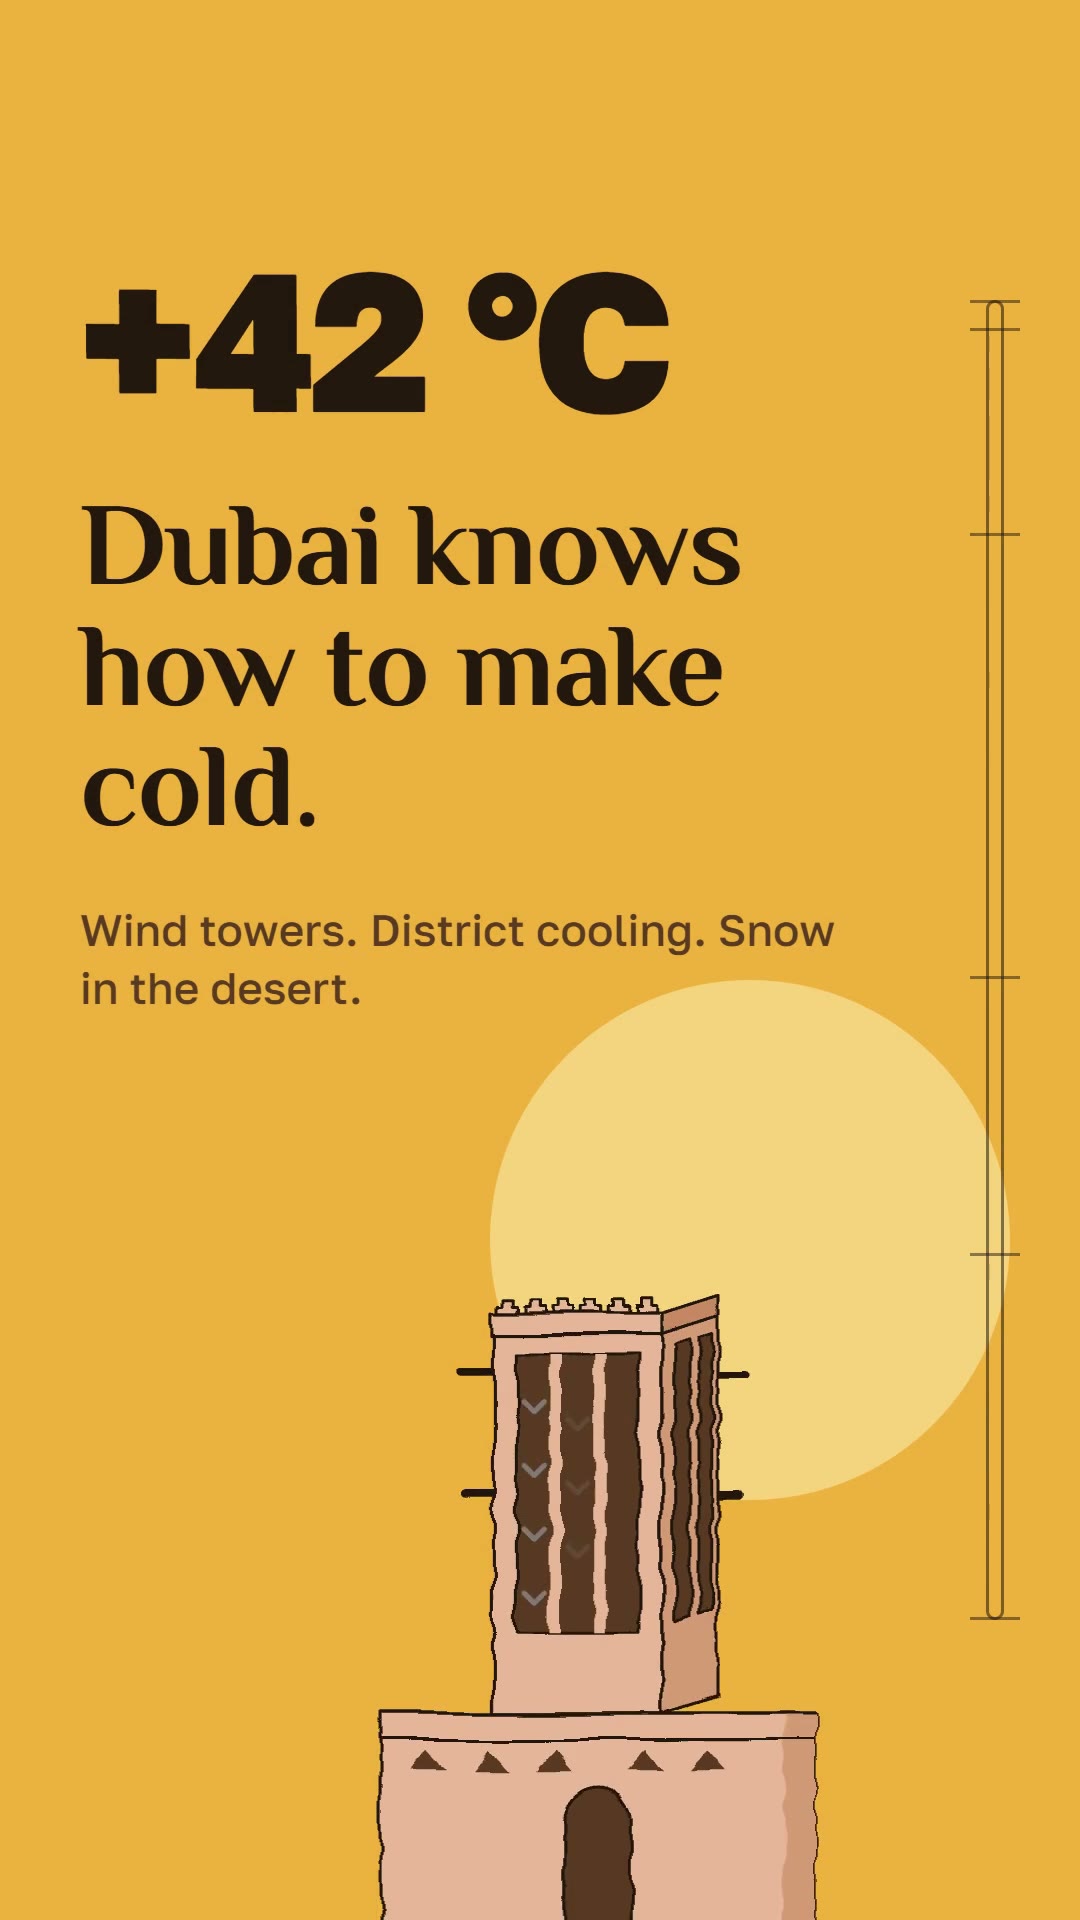 +42 °C
Dubai knows
how to make
cold.
Wind towers. District cooling. Snow
in the desert.